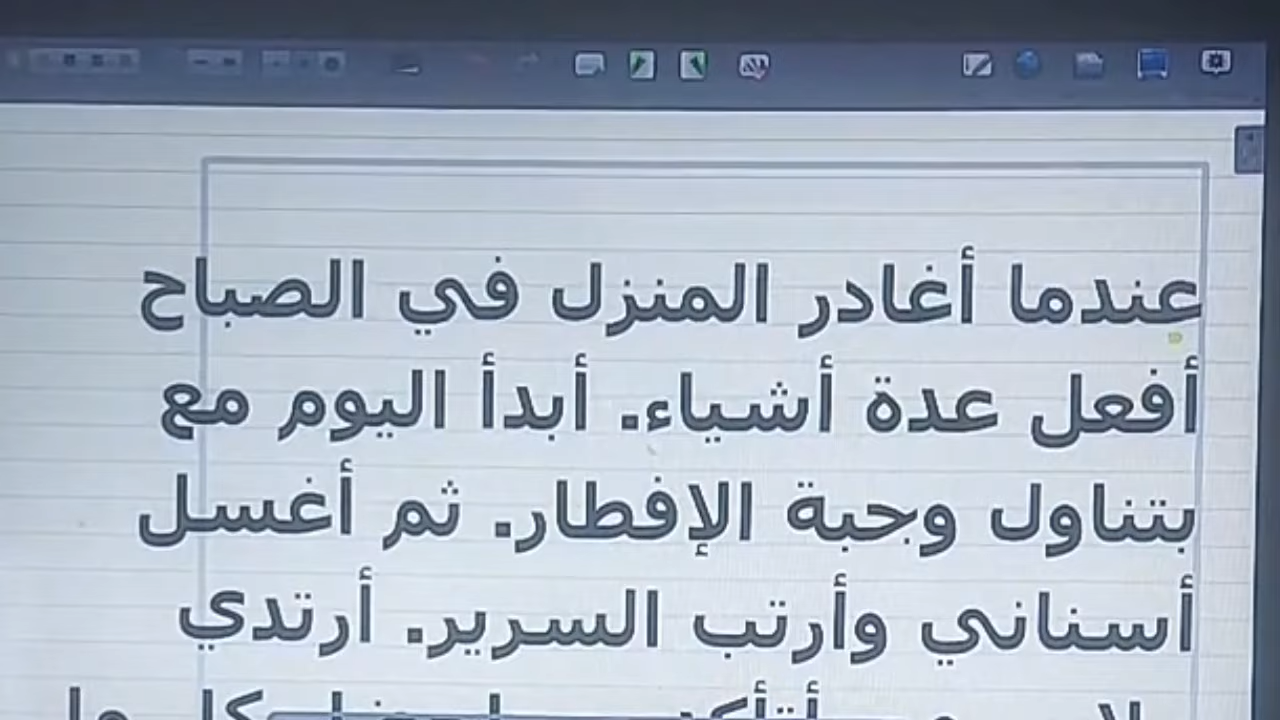 عندما أغادر المنزل في الصباح
أفعل عدة أشياء. أبدأ اليوم مع
بتناول وجبة الإفطار. ثم أغسل
أسناني وأرتب السرير. أرتدي